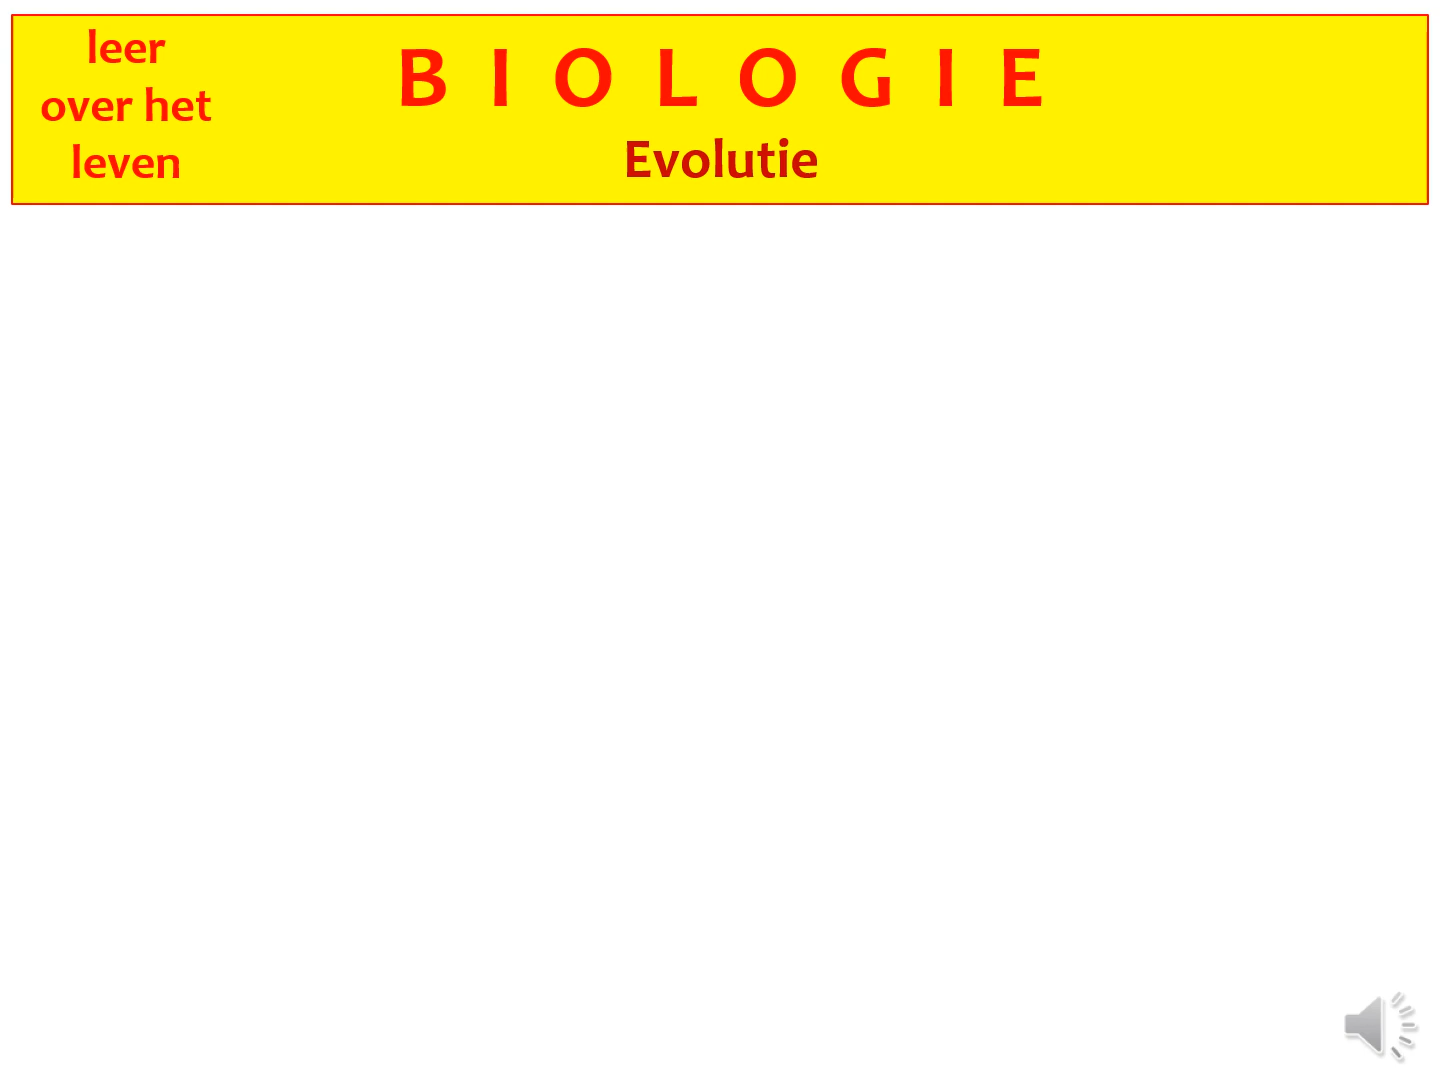 leer
over het
leven
B I O L O G I E
Evolutie